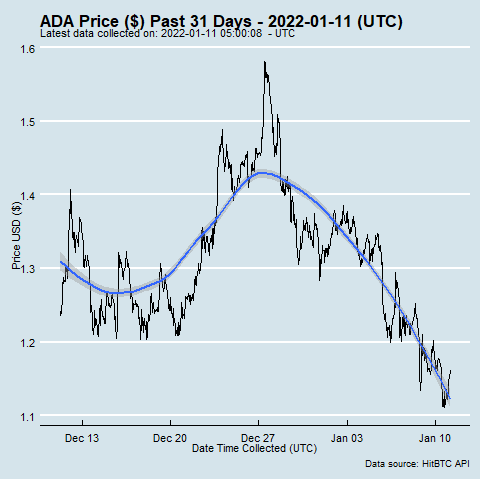 ADA Price ($) Past 31 Days - 2022-01-11 (UTC)
Latest data collected on: 2022-01-11 05:00:08 - UTC
1.6
1.5
1.4
1.3
1.2
1.1
Price USD ($)
Dec 13 Dec 20 Dec 27 Jan 03 Jan 10
Date Time Collected (UTC)
Data source: HitBTC API